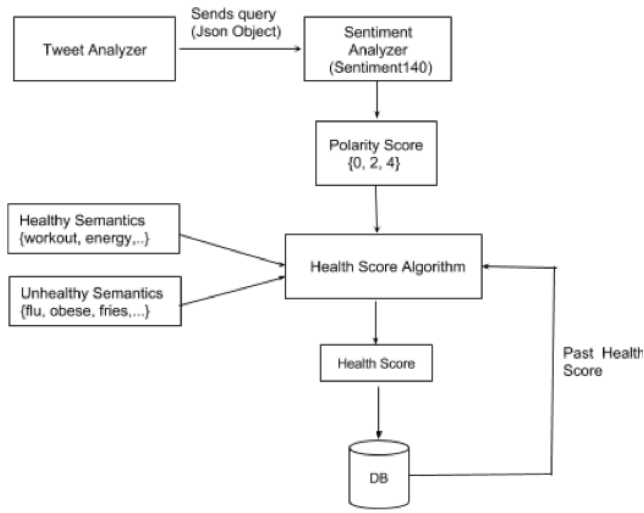 Sends query
(Json Object)
Tweet Analyzer
Sentiment
Analyzer
(Sentiment140)
Polarity Score
{0, 2, 4}
Healthy Semantics
{workout, energy,..}
Health Score Algorithm
Unhealthy Semantics
{flu, obese, fries,...}
Past Health
Score
Health Score
DB